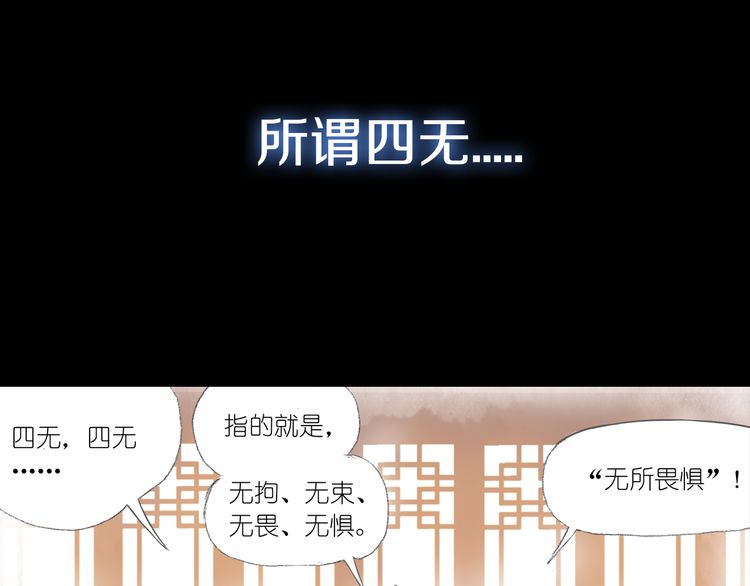 所谓四无.....
四无，四无
……
指的就是，
无拘、无束、
无畏、无惧。
“无所畏惧”！